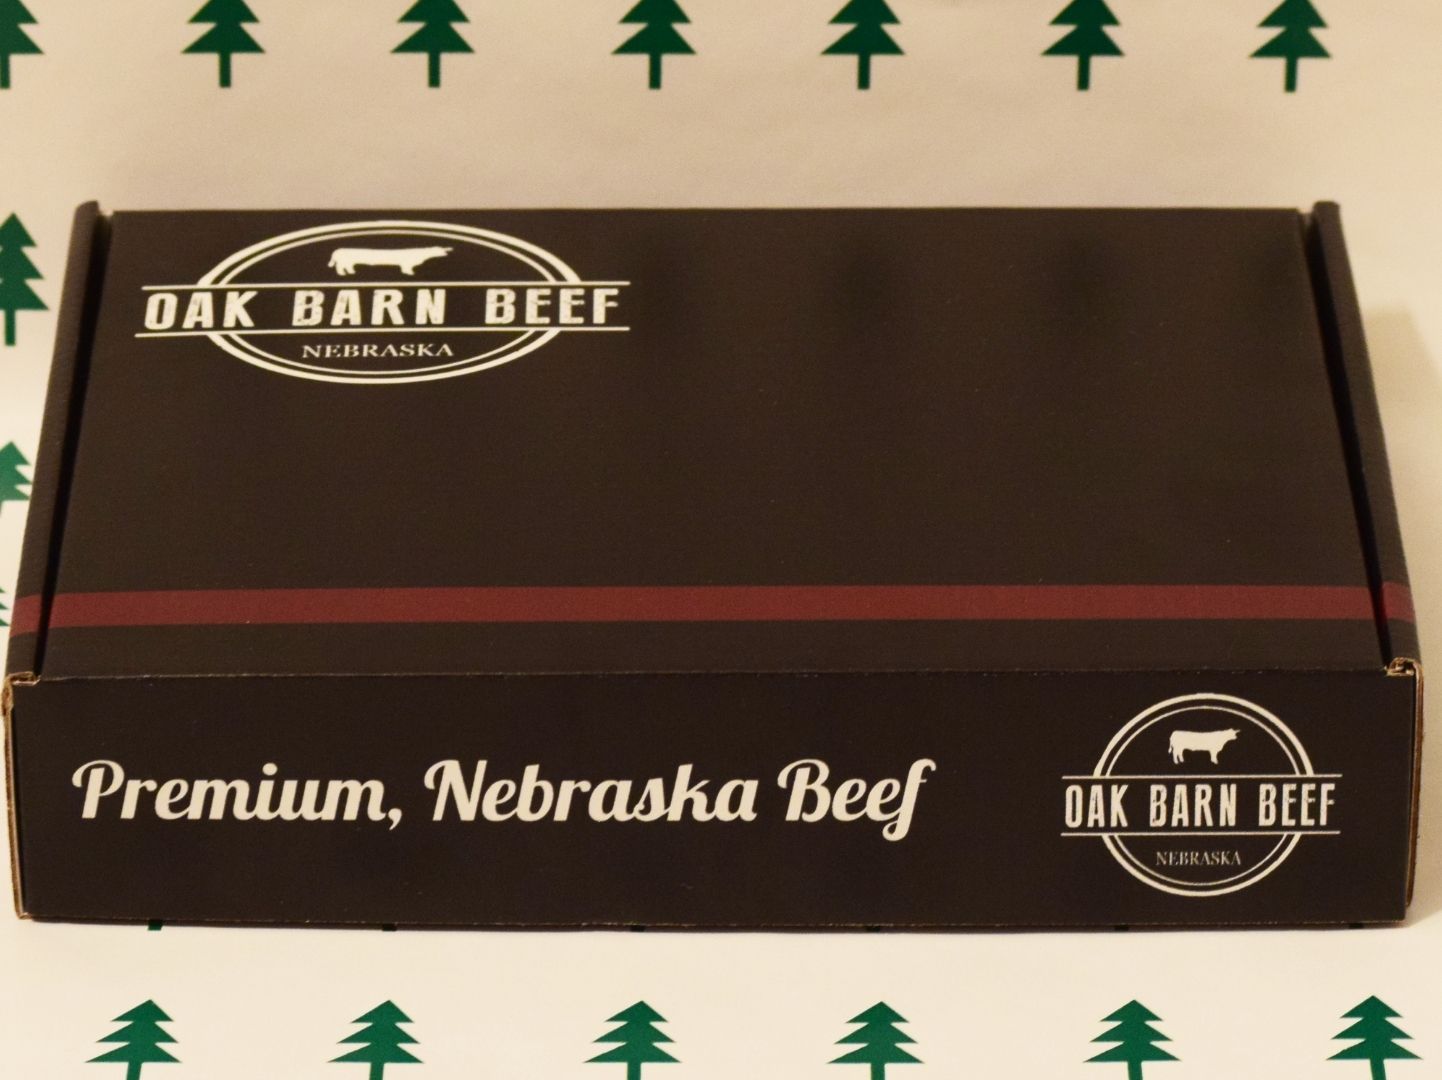 OAK BARN BEEF
NEBRASKA
Premium, Nebraska Beef
OAK BARN BEEF
NEBRASKA